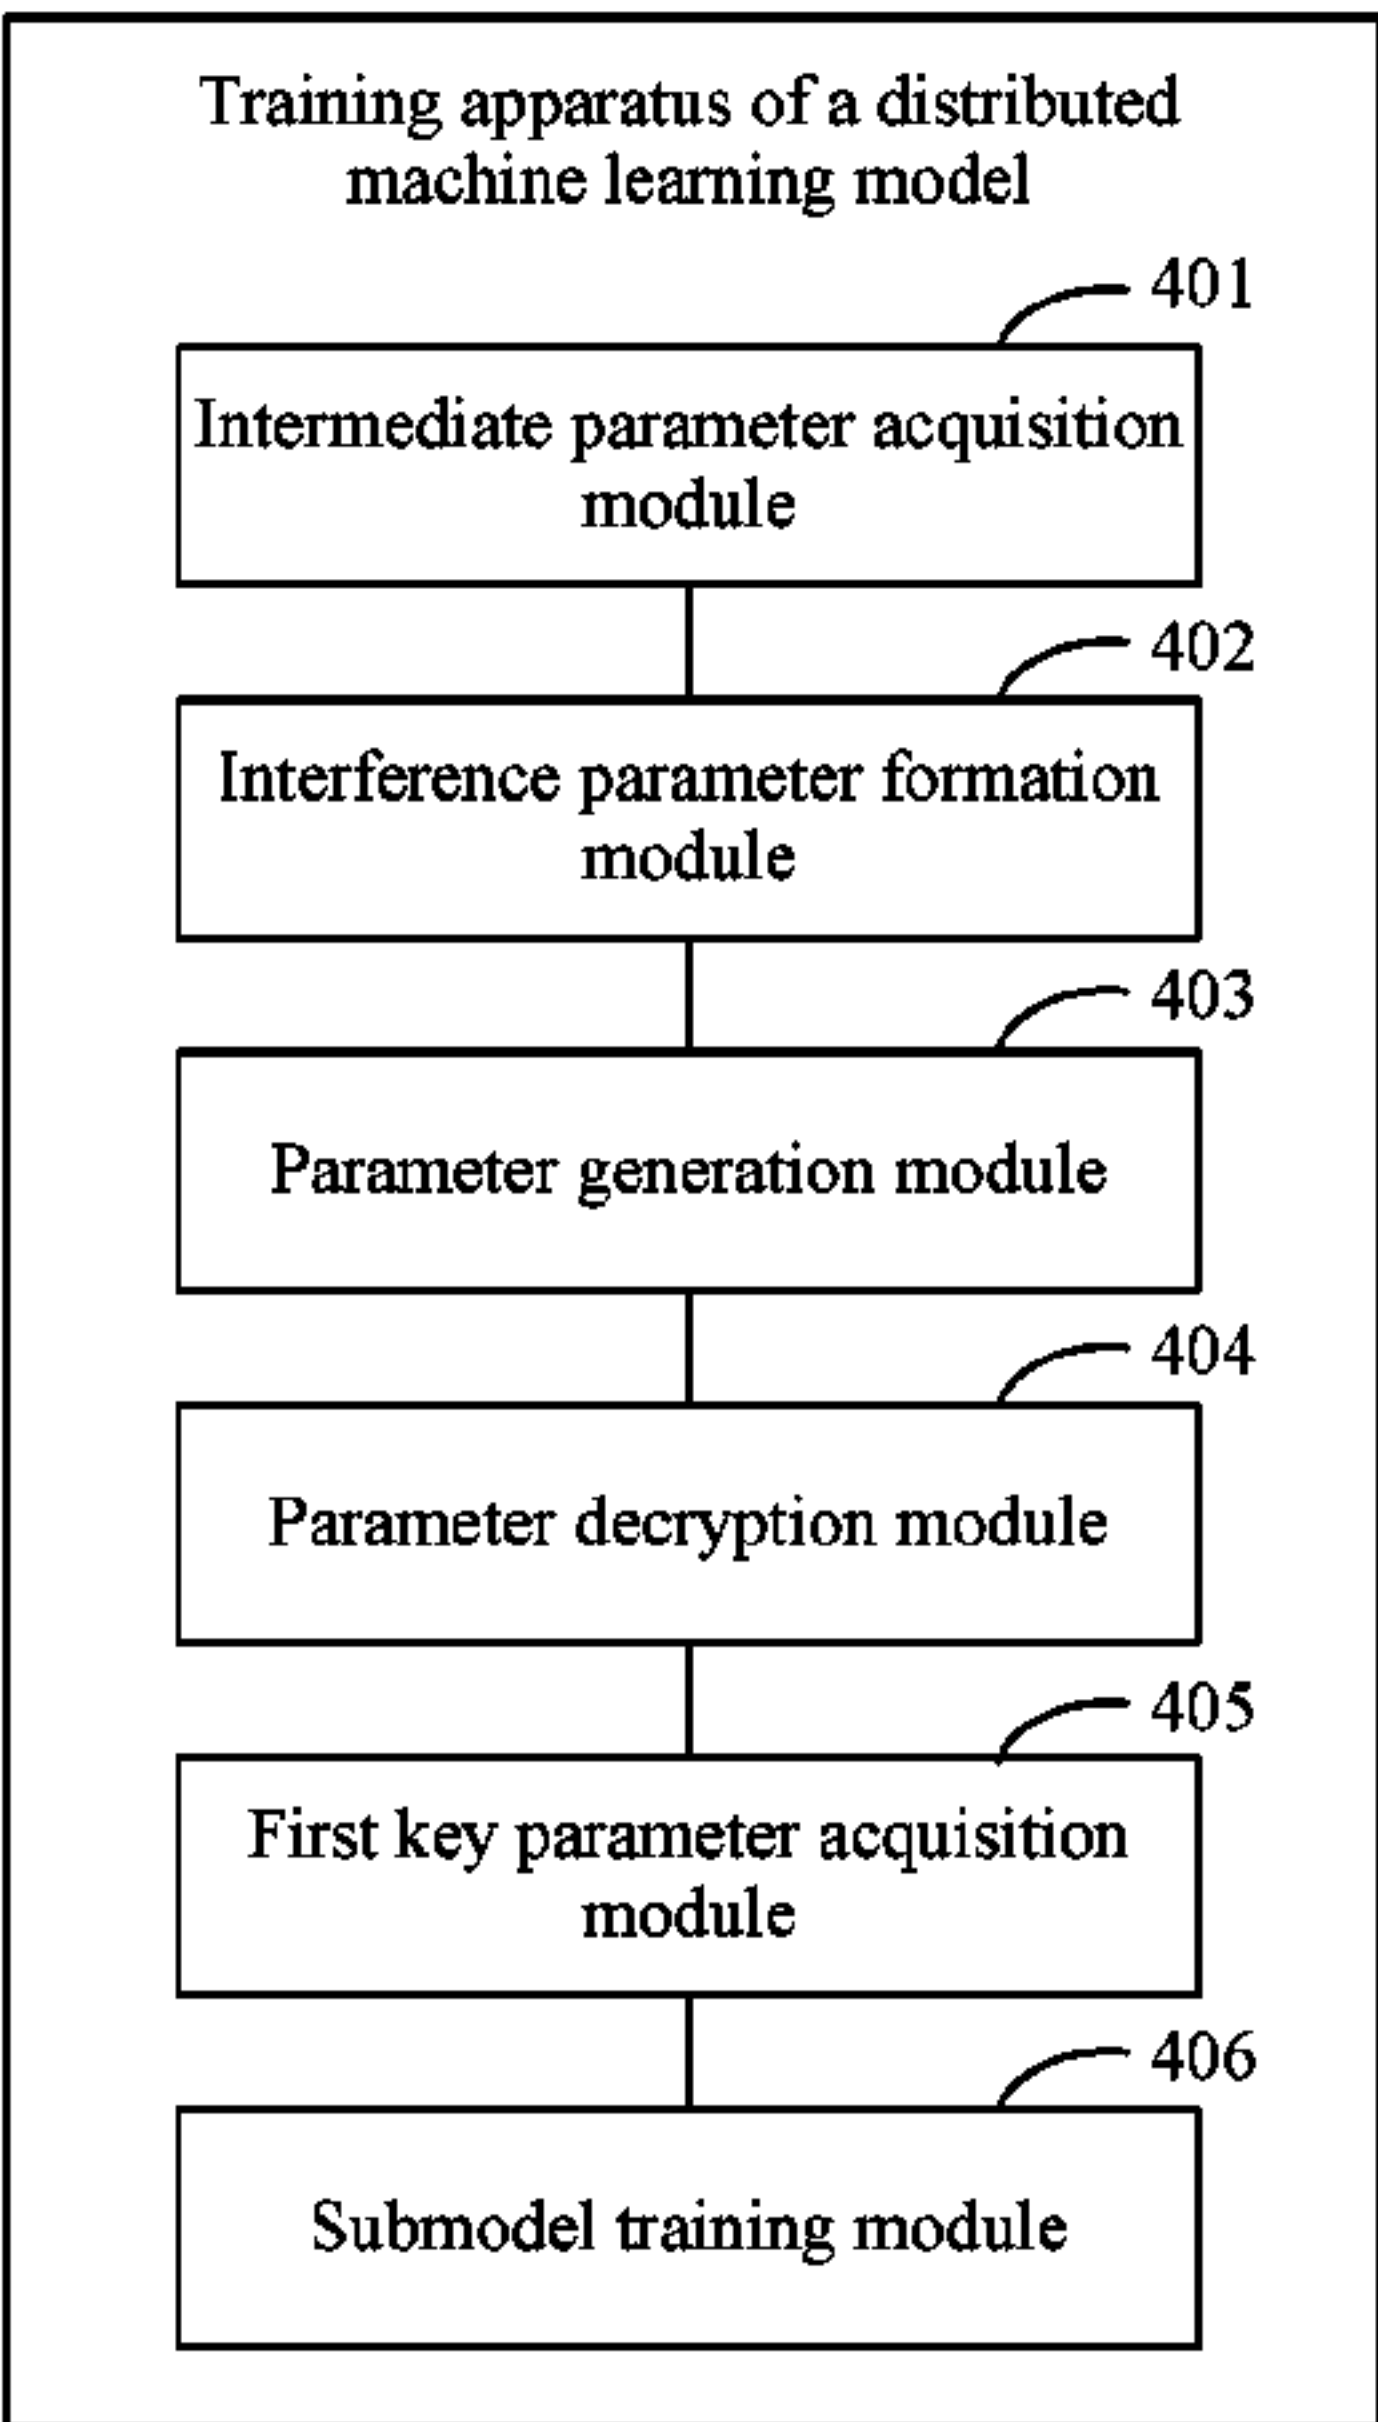 Training apparatus of a distributed
machine learning model
401
Intermediate parameter acquisition
module
402
Interference parameter formation
module
403
Parameter generation module
404
Parameter decryption module
405
First key parameter acquisition
module
406
Submodel training module